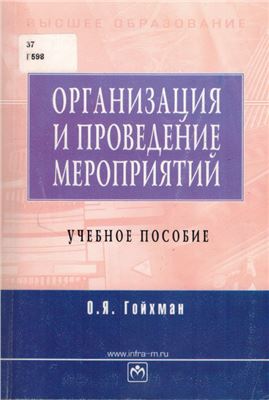 ВЫСШЕЕ ОБРАЗОВАНИЕ
37
Г598
ОРГАНИЗАЦИЯ
И ПРОВЕДЕНИЕ
МЕРОПРИЯТИЙ
УЧЕБНОЕ ПОСОБИЕ
О.Я. Гойхман
www.infra-m.ru